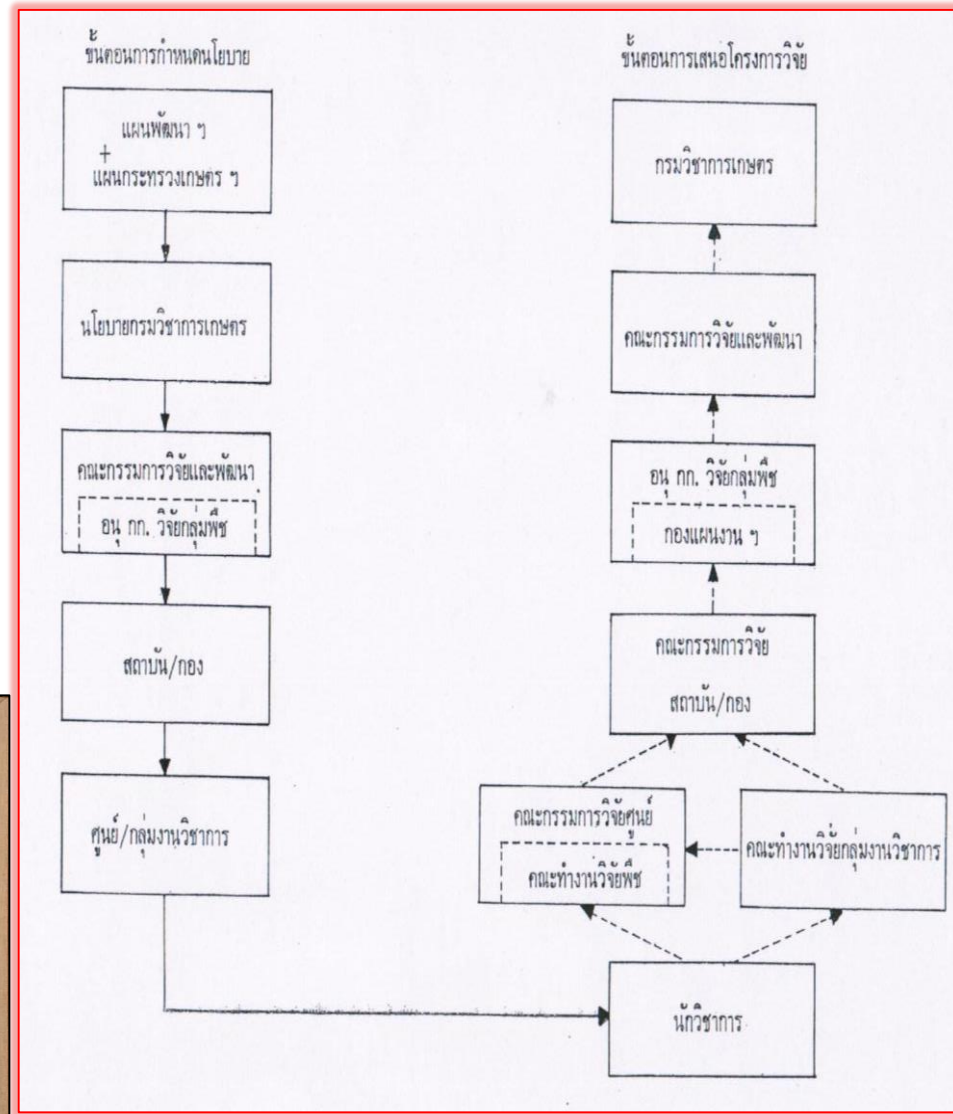 ขั้นตอนการกำหนดนโยบาย
แผนพัฒนา ฯ
+
แผนกระทรวงเกษตร ฯ
นโยบายกรมวิชาการเกษตร
คณะกรรมการวิจัยและพัฒนา
อนุ กก. วิจัยกลุ่มพืช
สถาบัน/กอง
ศูนย์/กลุ่มงานวิชาการ
ขั้นตอนการเสนอโครงการวิจัย
กรมวิชาการเกษตร
คณะกรรมการวิจัยและพัฒนา
อนุ กก. วิจัยกลุ่มพืช
กองแผนงาน ฯ
คณะกรรมการวิจัย
สถาบัน/กอง
คณะกรรมการวิจัยศูนย์
คณะทำงานวิจัยพืช
คณะทำงานวิจัยกลุ่มงานวิชาการ
นักวิชาการ